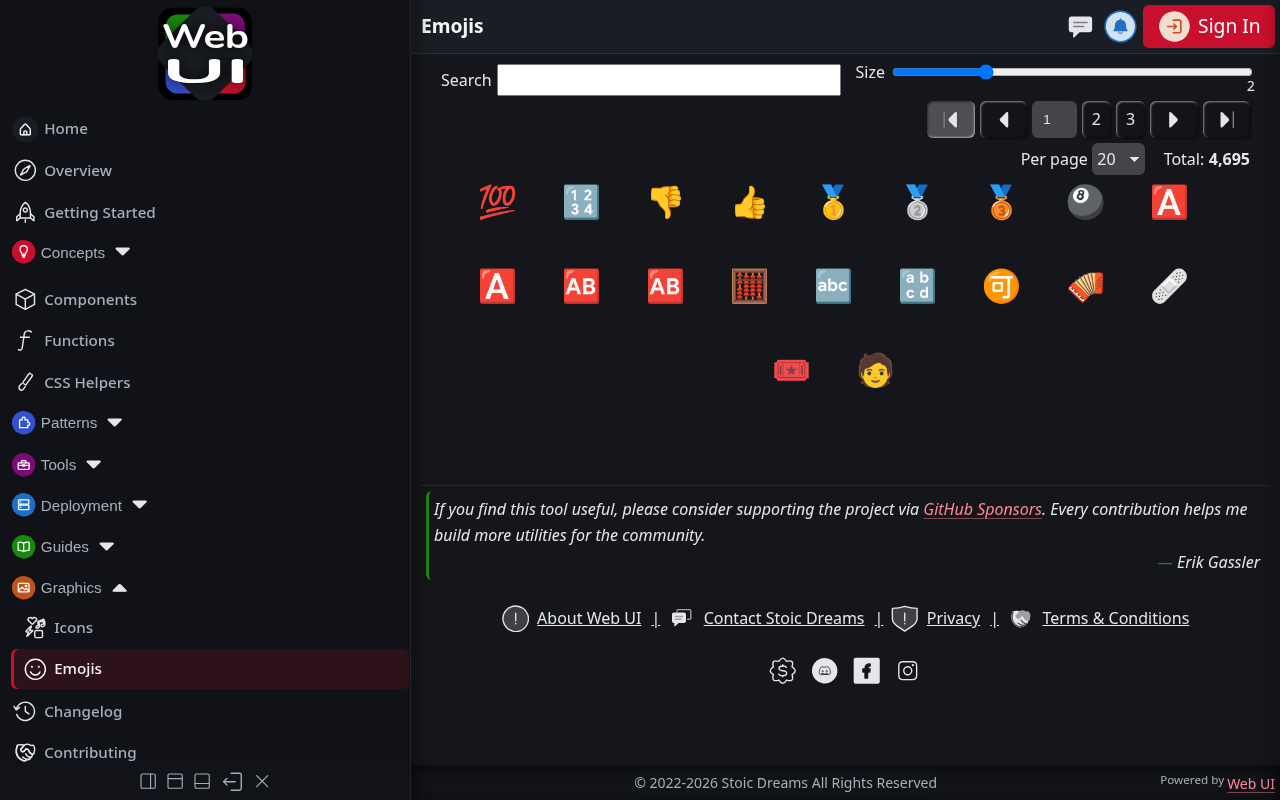 Web
UI
Home
Overview
Getting Started
Concepts
Components
Functions
CSS Helpers
Patterns
Tools
Deployment
Guides
Graphics
Icons
Emojis
Changelog
Contributing
Emojis
Sign In
Search
Size
2
1
2
3
Per page 20 Total: 4,695
If you find this tool useful, please consider supporting the project via GitHub Sponsors. Every contribution helps me
build more utilities for the community.
— Erik Gassler
About Web UI | Contact Stoic Dreams | Privacy | Terms & Conditions
© 2022-2026 Stoic Dreams All Rights Reserved
Powered by Web UI